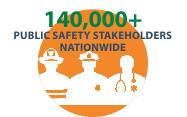 140,000+
PUBLIC SAFETY STAKEHOLDERS
NATIONWIDE